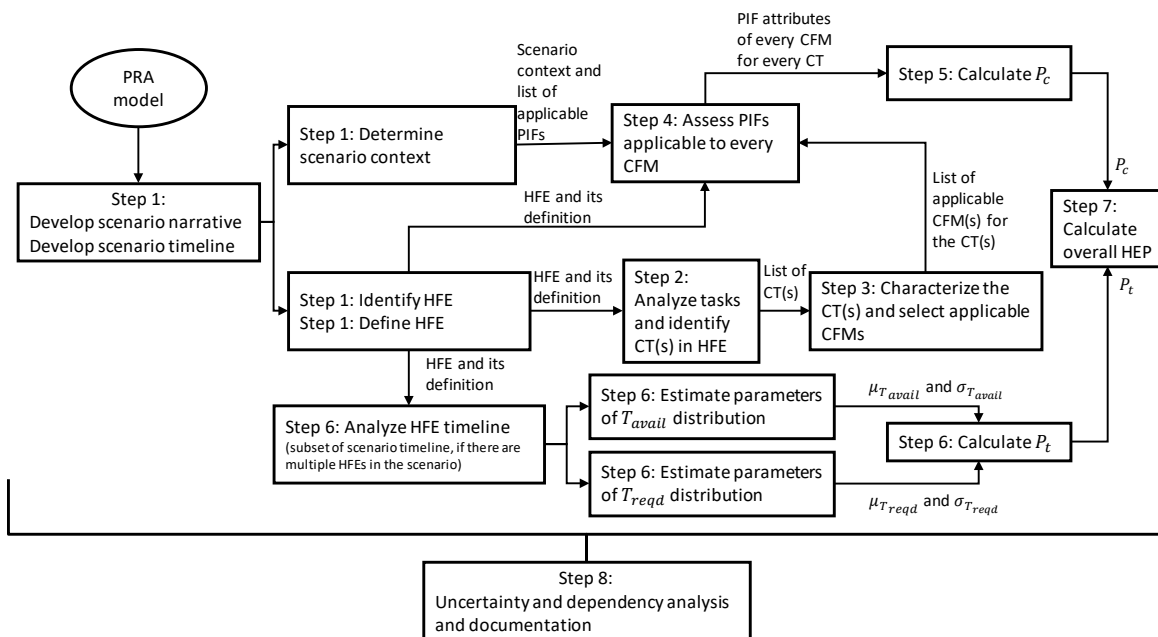 PRA
model
Step 1:
Develop scenario narrative
Develop scenario timeline
Step 1: Determine
scenario context
Scenario
context and
list of
applicable
PIFs
Step 4: Assess PIFs
applicable to every
CFM
PIF attributes
of every CFM
for every CT
Step 5: Calculate P_c
P_c
Step 7:
Calculate
overall HEP
P_t
HFE and its
definition
List of
applicable
CFM(s) for
the CT(s)
Step 1: Identify HFE
Step 1: Define HFE
HFE and its
definition
Step 2:
Analyze tasks
and identify
CT(s) in HFE
List of
CT(s)
Step 3: Characterize the
CT(s) and select applicable
CFMs
HFE and its
definition
Step 6: Analyze HFE timeline
(subset of scenario timeline, if there are
multiple HFEs in the scenario)
Step 6: Estimate parameters
of T_avail distribution
μ_T_avail and σ_T_avail
Step 6: Calculate P_t
Step 6: Estimate parameters
of T_reqd distribution
μ_T_reqd and σ_T_reqd
Step 8:
Uncertainty and dependency analysis
and documentation